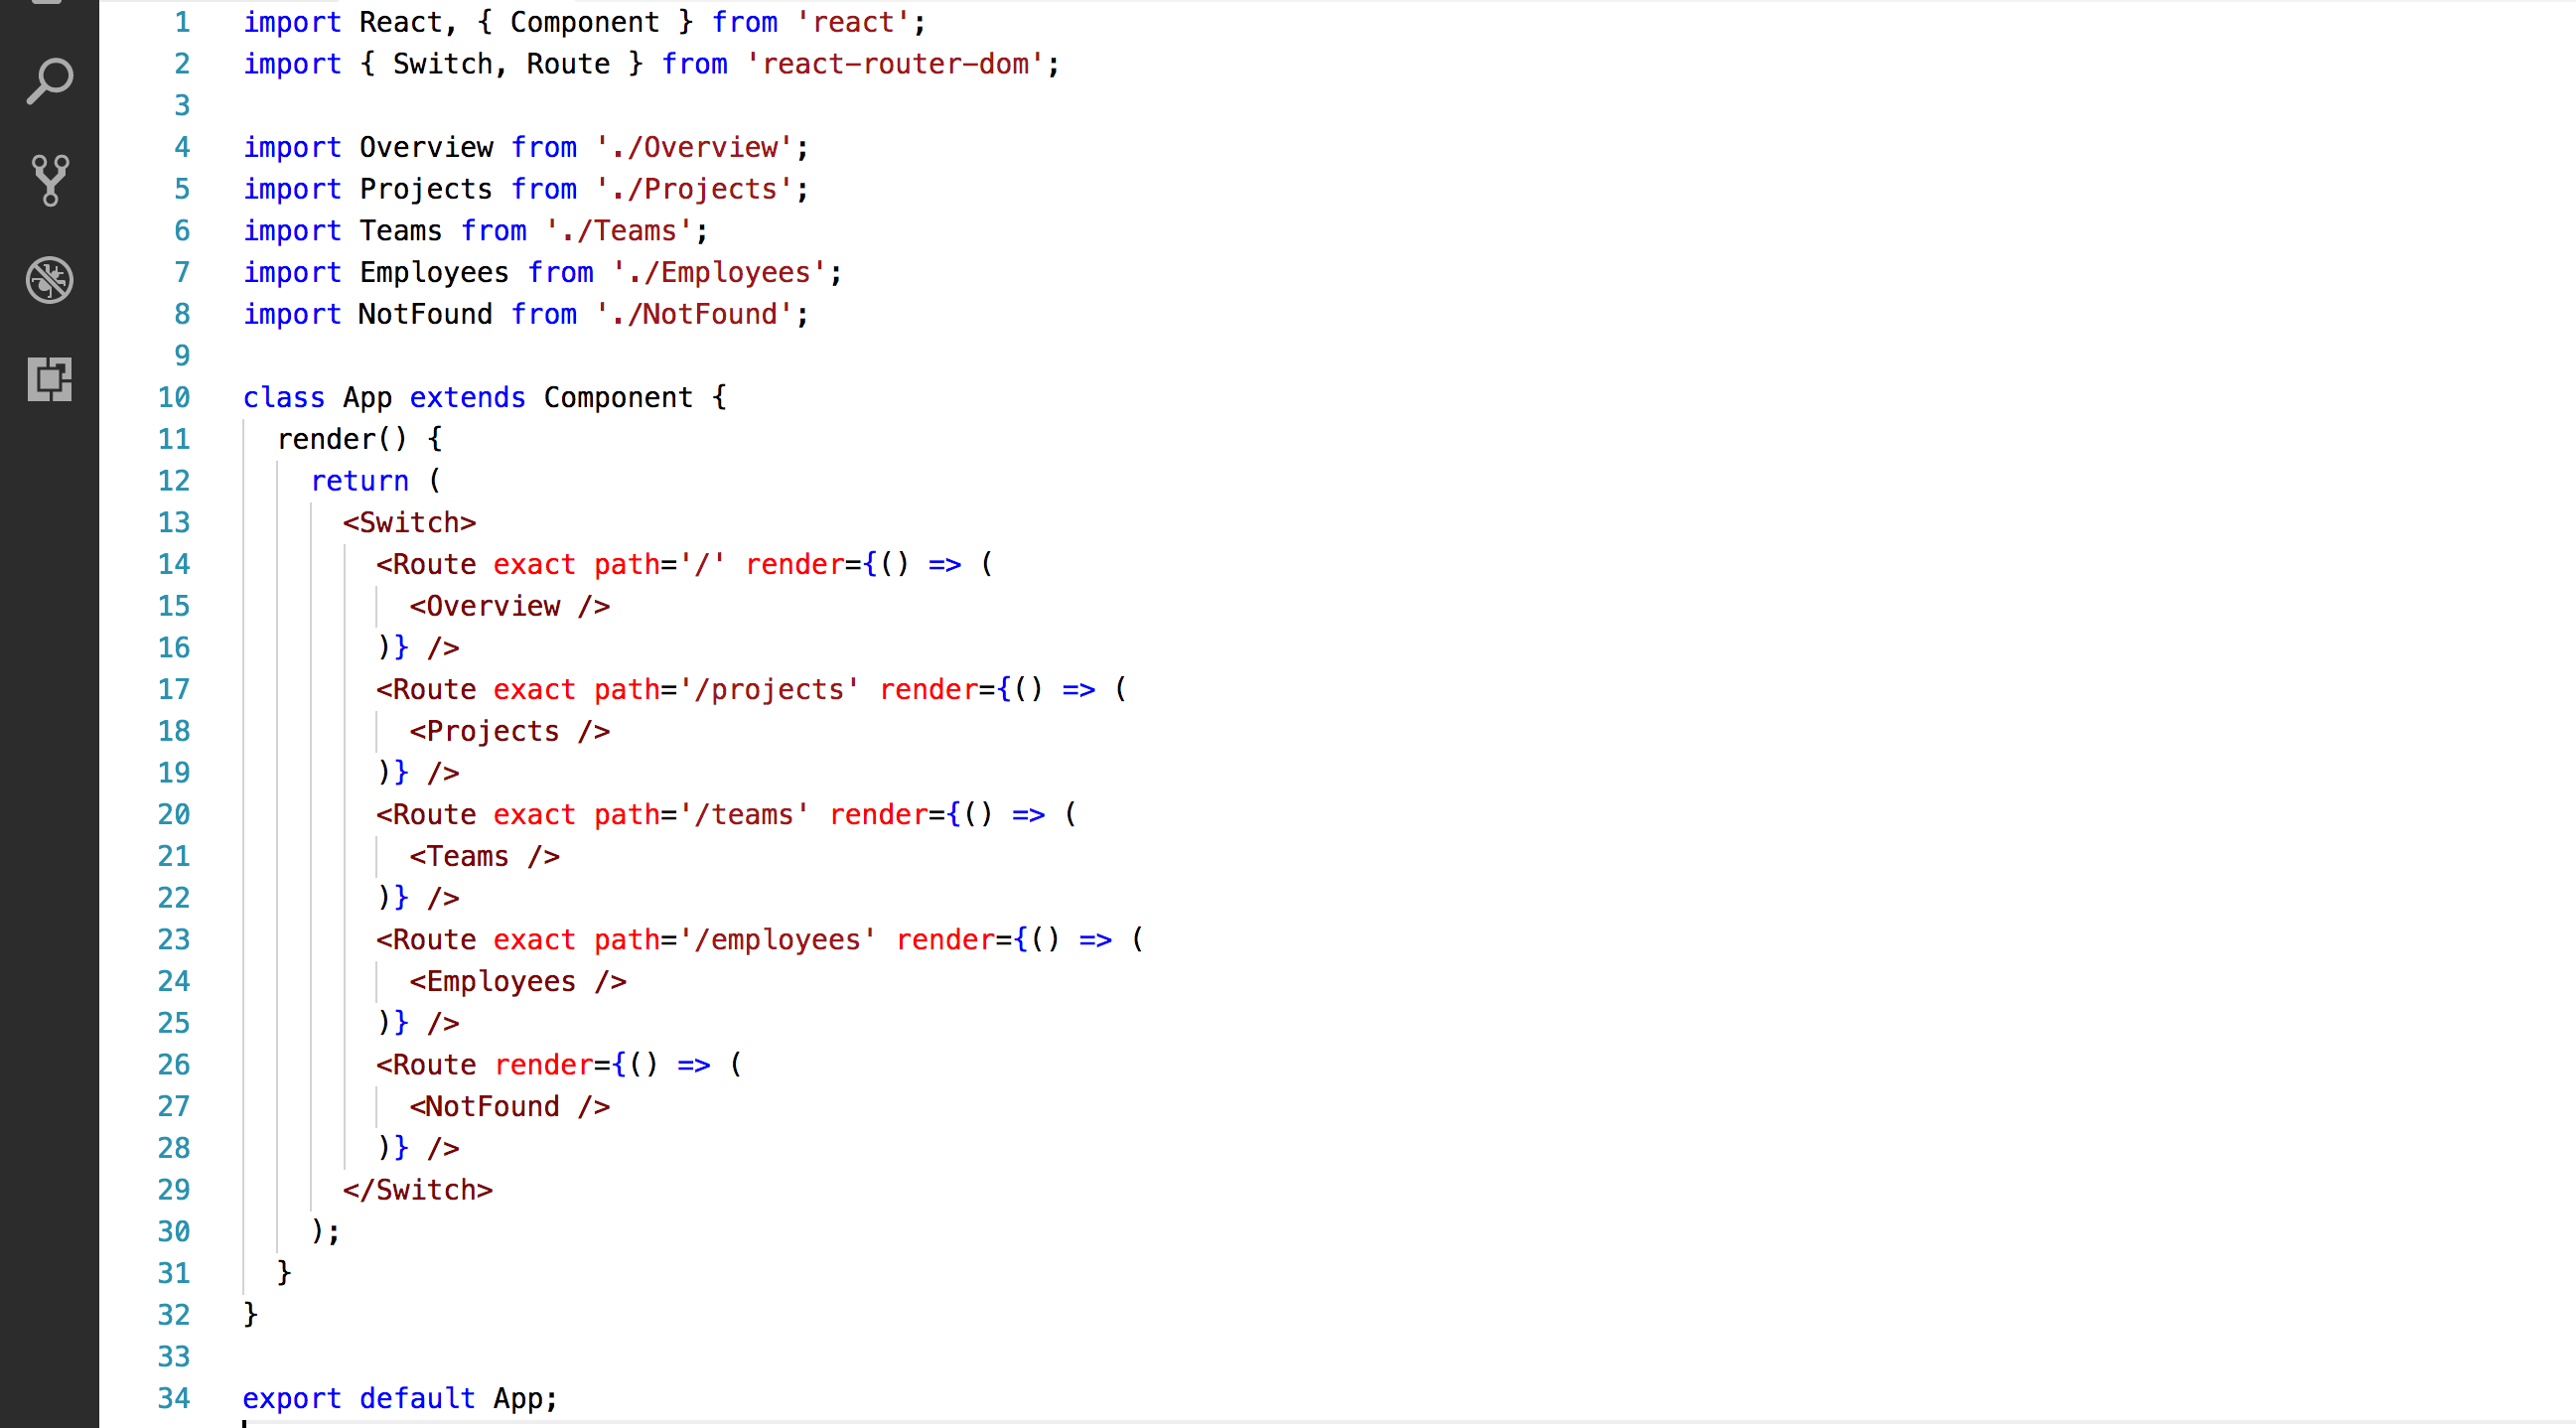 1 import React, { Component } from 'react';
2 import { Switch, Route } from 'react-router-dom';
3
4 import Overview from './Overview';
5 import Projects from './Projects';
6 import Teams from './Teams';
7 import Employees from './Employees';
8 import NotFound from './NotFound';
9
10 class App extends Component {
11   render() {
12     return (
13       <Switch>
14         <Route exact path='/' render={() => (
15           <Overview />
16         )} />
17         <Route exact path='/projects' render={() => (
18           <Projects />
19         )} />
20         <Route exact path='/teams' render={() => (
21           <Teams />
22         )} />
23         <Route exact path='/employees' render={() => (
24           <Employees />
25         )} />
26         <Route render={() => (
27           <NotFound />
28         )} />
29       </Switch>
30     );
31   }
32 }
33
34 export default App;